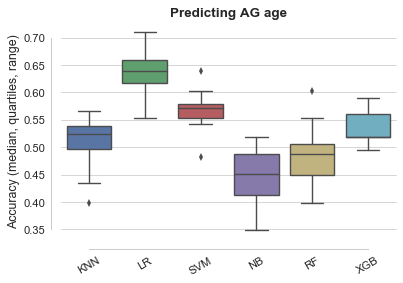 Predicting AG age
Accuracy (median, quartiles, range)
0.70
0.65
0.60
0.55
0.50
0.45
0.40
0.35
KNN
LR
SVM
NB
RF
XGB